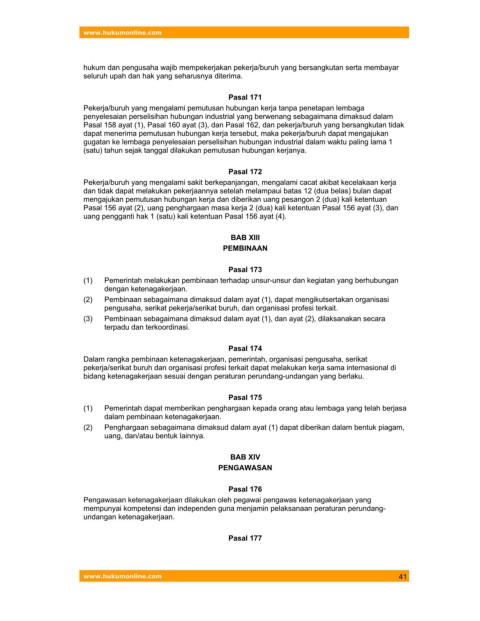 www.hukumonline.com
hukum dan pengusaha wajib mempekerjakan pekerja/buruh yang bersangkutan serta membayar
seluruh upah dan hak yang seharusnya diterima.
Pasal 171
Pekerja/buruh yang mengalami pemutusan hubungan kerja tanpa penetapan lembaga
penyelesaian perselisihan hubungan industrial yang berwenang sebagaimana dimaksud dalam
Pasal 158 ayat (1), Pasal 160 ayat (3), dan Pasal 162, dan pekerja/buruh yang bersangkutan tidak
dapat menerima pemutusan hubungan kerja tersebut, maka pekerja/buruh dapat mengajukan
gugatan ke lembaga penyelesaian perselisihan hubungan industrial dalam waktu paling lama 1
(satu) tahun sejak tanggal dilakukan pemutusan hubungan kerjanya.
Pasal 172
Pekerja/buruh yang mengalami sakit berkepanjangan, mengalami cacat akibat kecelakaan kerja
dan tidak dapat melakukan pekerjaannya setelah melampaui batas 12 (dua belas) bulan dapat
mengajukan pemutusan hubungan kerja dan diberikan uang pesangon 2 (dua) kali ketentuan
Pasal 156 ayat (2), uang penghargaan masa kerja 2 (dua) kali ketentuan Pasal 156 ayat (3), dan
uang pengganti hak 1 (satu) kali ketentuan Pasal 156 ayat (4).
BAB XIII
PEMBINAAN
Pasal 173
(1) Pemerintah melakukan pembinaan terhadap unsur-unsur dan kegiatan yang berhubungan
dengan ketenagakerjaan.
(2) Pembinaan sebagaimana dimaksud dalam ayat (1), dapat mengikutsertakan organisasi
pengusaha, serikat pekerja/serikat buruh, dan organisasi profesi terkait.
(3) Pembinaan sebagaimana dimaksud dalam ayat (1), dan ayat (2), dilaksanakan secara
terpadu dan terkoordinasi.
Pasal 174
Dalam rangka pembinaan ketenagakerjaan, pemerintah, organisasi pengusaha, serikat
pekerja/serikat buruh dan organisasi profesi terkait dapat melakukan kerja sama internasional di
bidang ketenagakerjaan sesuai dengan peraturan perundang-undangan yang berlaku.
Pasal 175
(1) Pemerintah dapat memberikan penghargaan kepada orang atau lembaga yang telah berjasa
dalam pembinaan ketenagakerjaan.
(2) Penghargaan sebagaimana dimaksud dalam ayat (1) dapat diberikan dalam bentuk piagam,
uang, dan/atau bentuk lainnya.
BAB XIV
PENGAWASAN
Pasal 176
Pengawasan ketenagakerjaan dilakukan oleh pegawai pengawas ketenagakerjaan yang
mempunyai kompetensi dan independen guna menjamin pelaksanaan peraturan perundang-
undangan ketenagakerjaan.
Pasal 177
www.hukumonline.com 41